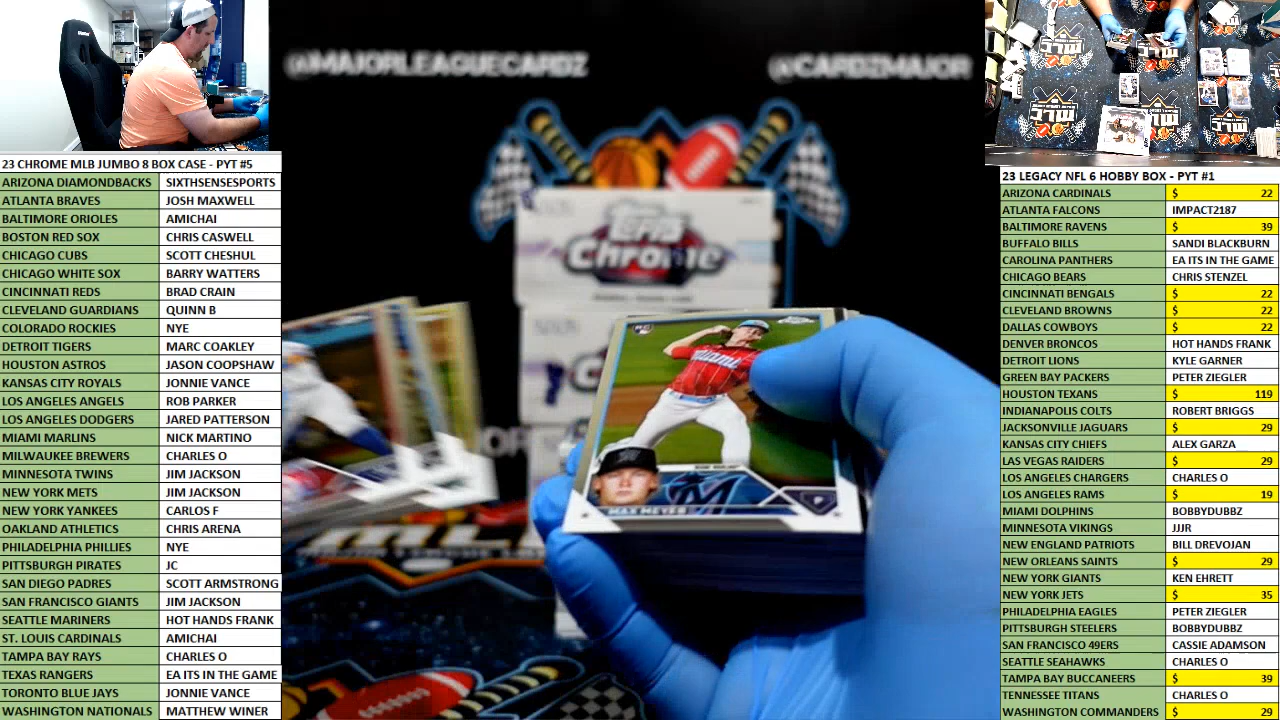 @MAJORLEAGUECARDZ
@CARDZMAJOR
23 CHROME MLB JUMBO 8 BOX CASE - PYT #5
ARIZONA DIAMONDBACKS SIXTHSENSESPORTS
ATLANTA BRAVES JOSH MAXWELL
BALTIMORE ORIOLES AMICHAI
BOSTON RED SOX CHRIS CASWELL
CHICAGO CUBS SCOTT CHESHUL
CHICAGO WHITE SOX BARRY WATTERS
CINCINNATI REDS BRAD CRAIN
CLEVELAND GUARDIANS QUINN B
COLORADO ROCKIES NYE
DETROIT TIGERS MARC COAKLEY
HOUSTON ASTROS JASON COOPSHAW
KANSAS CITY ROYALS JONNIE VANCE
LOS ANGELES ANGELS ROB PARKER
LOS ANGELES DODGERS JARED PATTERSON
MIAMI MARLINS NICK MARTINO
MILWAUKEE BREWERS CHARLES O
MINNESOTA TWINS JIM JACKSON
NEW YORK METS JIM JACKSON
NEW YORK YANKEES CARLOS F
OAKLAND ATHLETICS CHRIS ARENA
PHILADELPHIA PHILLIES NYE
PITTSBURGH PIRATES JC
SAN DIEGO PADRES SCOTT ARMSTRONG
SAN FRANCISCO GIANTS JIM JACKSON
SEATTLE MARINERS HOT HANDS FRANK
ST. LOUIS CARDINALS AMICHAI
TAMPA BAY RAYS CHARLES O
TEXAS RANGERS EA ITS IN THE GAME
TORONTO BLUE JAYS JONNIE VANCE
WASHINGTON NATIONALS MATTHEW WINER
Topps
Chrome
Miami
MAX MEYER
23 LEGACY NFL 6 HOBBY BOX - PYT #1
ARIZONA CARDINALS $ 22
ATLANTA FALCONS IMPACT2187
BALTIMORE RAVENS $ 39
BUFFALO BILLS SANDI BLACKBURN
CAROLINA PANTHERS EA ITS IN THE GAME
CHICAGO BEARS CHRIS STENZEL
CINCINNATI BENGALS $ 22
CLEVELAND BROWNS $ 22
DALLAS COWBOYS $ 22
DENVER BRONCOS HOT HANDS FRANK
DETROIT LIONS KYLE GARNER
GREEN BAY PACKERS PETER ZIEGLER
HOUSTON TEXANS $ 119
INDIANAPOLIS COLTS ROBERT BRIGGS
JACKSONVILLE JAGUARS $ 29
KANSAS CITY CHIEFS ALEX GARZA
LAS VEGAS RAIDERS $ 29
LOS ANGELES CHARGERS CHARLES O
LOS ANGELES RAMS $ 19
MIAMI DOLPHINS BOBBYDUBBZ
MINNESOTA VIKINGS JJJR
NEW ENGLAND PATRIOTS BILL DREVOJAN
NEW ORLEANS SAINTS $ 29
NEW YORK GIANTS KEN EHRETT
NEW YORK JETS $ 35
PHILADELPHIA EAGLES PETER ZIEGLER
PITTSBURGH STEELERS BOBBYDUBBZ
SAN FRANCISCO 49ERS CASSIE ADAMSON
SEATTLE SEAHAWKS CHARLES O
TAMPA BAY BUCCANEERS $ 39
TENNESSEE TITANS CHARLES O
WASHINGTON COMMANDERS $ 29